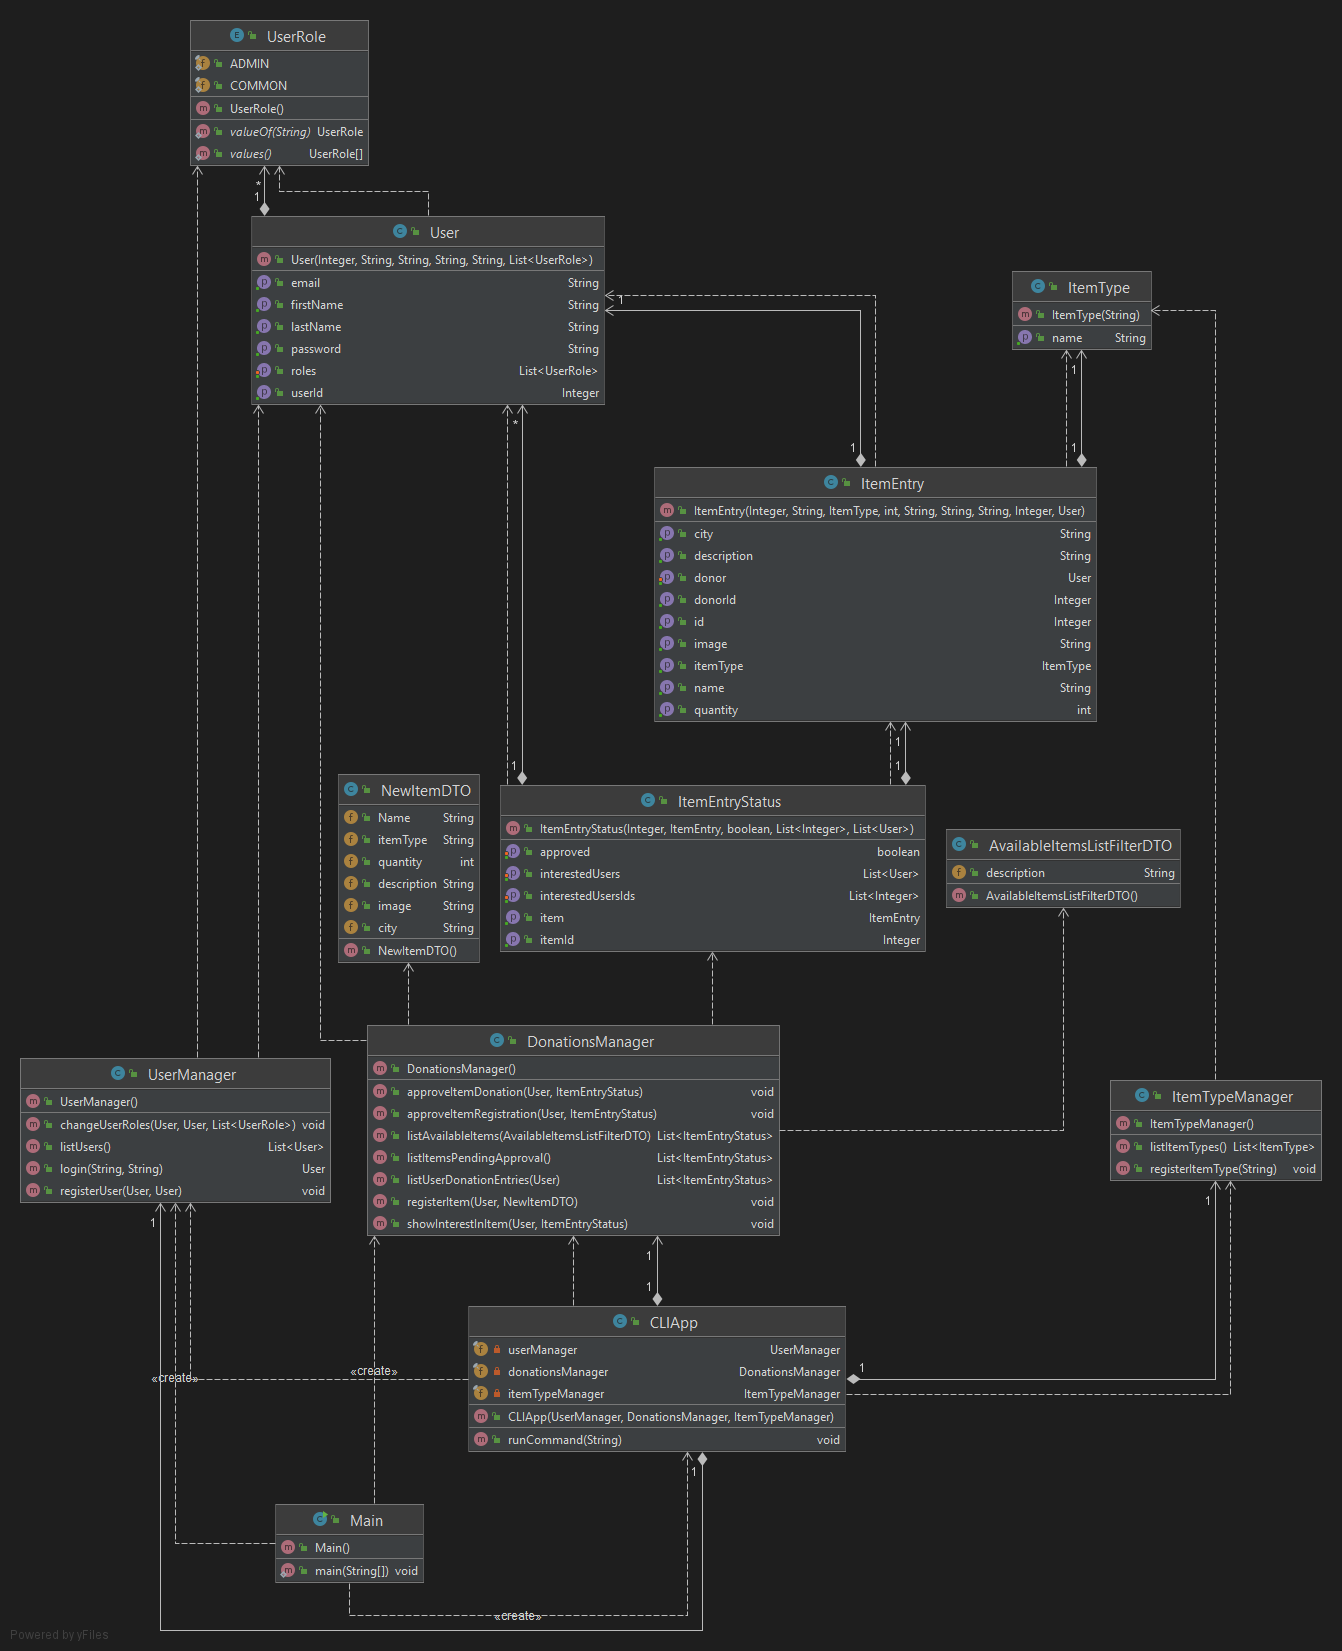 UserRole
ADMIN
COMMON
UserRole()
valueOf(String) UserRole
values() UserRole[]
*
1
User
User(Integer, String, String, String, String, List<UserRole>)
email String
firstName String
lastName String
password String
roles List<UserRole>
userId Integer
1
ItemType
ItemType(String)
name String
1
*
1
1
ItemEntry
ItemEntry(Integer, String, ItemType, int, String, String, String, Integer, User)
city String
description String
donor User
donorId Integer
id Integer
image String
itemType ItemType
name String
quantity int
1
1
1
NewItemDTO
Name String
itemType String
quantity int
description String
image String
city String
NewItemDTO()
ItemEntryStatus
ItemEntryStatus(Integer, ItemEntry, boolean, List<Integer>, List<User>)
approved boolean
interestedUsers List<User>
interestedUsersIds List<Integer>
item ItemEntry
itemId Integer
AvailableItemsListFilterDTO
description String
AvailableItemsListFilterDTO()
UserManager
UserManager()
changeUserRoles(User, User, List<UserRole>) void
listUsers() List<User>
login(String, String) User
registerUser(User, User) void
DonationsManager
DonationsManager()
approveItemDonation(User, ItemEntryStatus) void
approveItemRegistration(User, ItemEntryStatus) void
listAvailableItems(AvailableItemsListFilterDTO) List<ItemEntryStatus>
listItemsPendingApproval() List<ItemEntryStatus>
listUserDonationEntries(User) List<ItemEntryStatus>
registerItem(User, NewItemDTO) void
showInterestInItem(User, ItemEntryStatus) void
ItemTypeManager
ItemTypeManager()
listItemTypes() List<ItemType>
registerItemType(String) void
1
1
1
1
CLIApp
userManager UserManager
donationsManager DonationsManager
itemTypeManager ItemTypeManager
CLIApp(UserManager, DonationsManager, ItemTypeManager)
runCommand(String) void
1
«create»
«create»
1
Main
Main()
main(String[]) void
«create»
Powered by yFiles